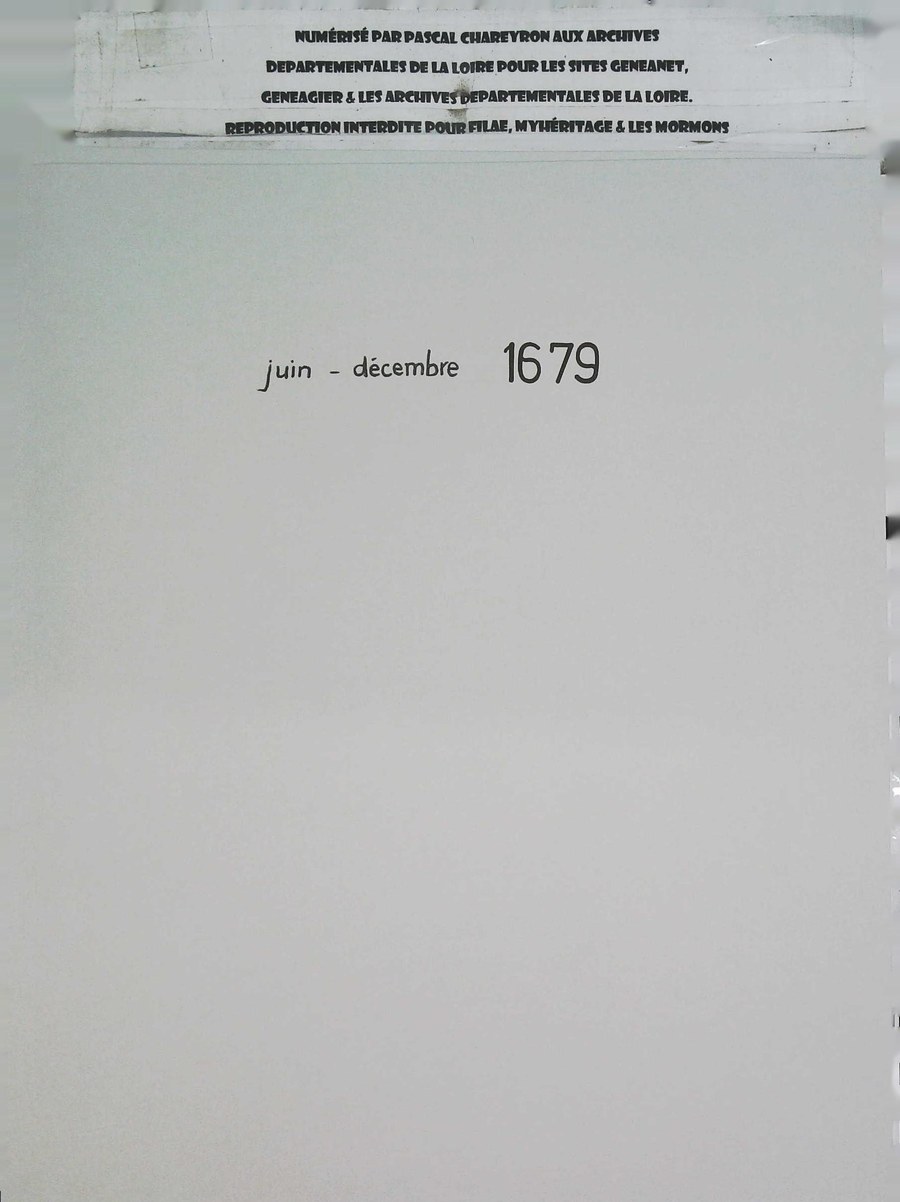 NUMÉRISÉ PAR PASCAL CHAREYRON AUX ARCHIVES
DEPARTEMENTALES DE LA LOIRE POUR LES SITES GENEANET,
GENEAGIER & LES ARCHIVES DEPARTEMENTALES DE LA LOIRE.
REPRODUCTION INTERDITE POUR FILAE, MYHÉRITAGE & LES MORMONS
juin - décembre 1679